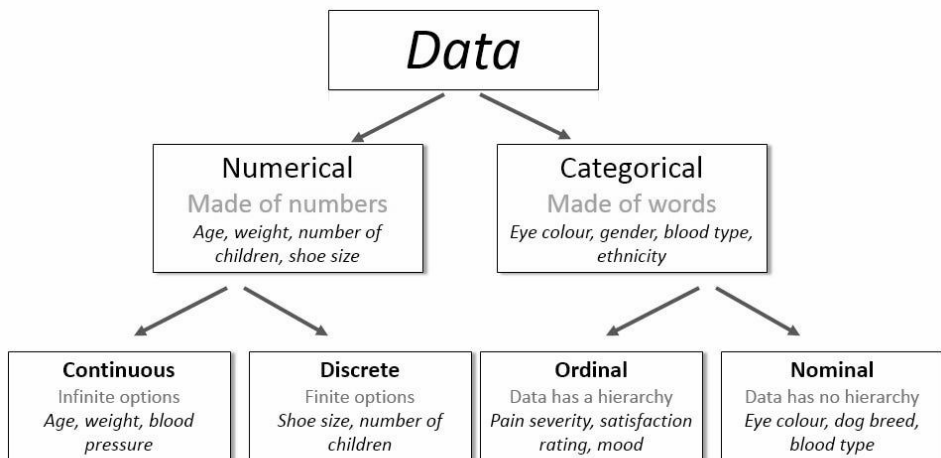 Data
Numerical
Made of numbers
Age, weight, number of
children, shoe size
Categorical
Made of words
Eye colour, gender, blood type,
ethnicity
Continuous
Infinite options
Age, weight, blood
pressure
Discrete
Finite options
Shoe size, number of
children
Ordinal
Data has a hierarchy
Pain severity, satisfaction
rating, mood
Nominal
Data has no hierarchy
Eye colour, dog breed,
blood type